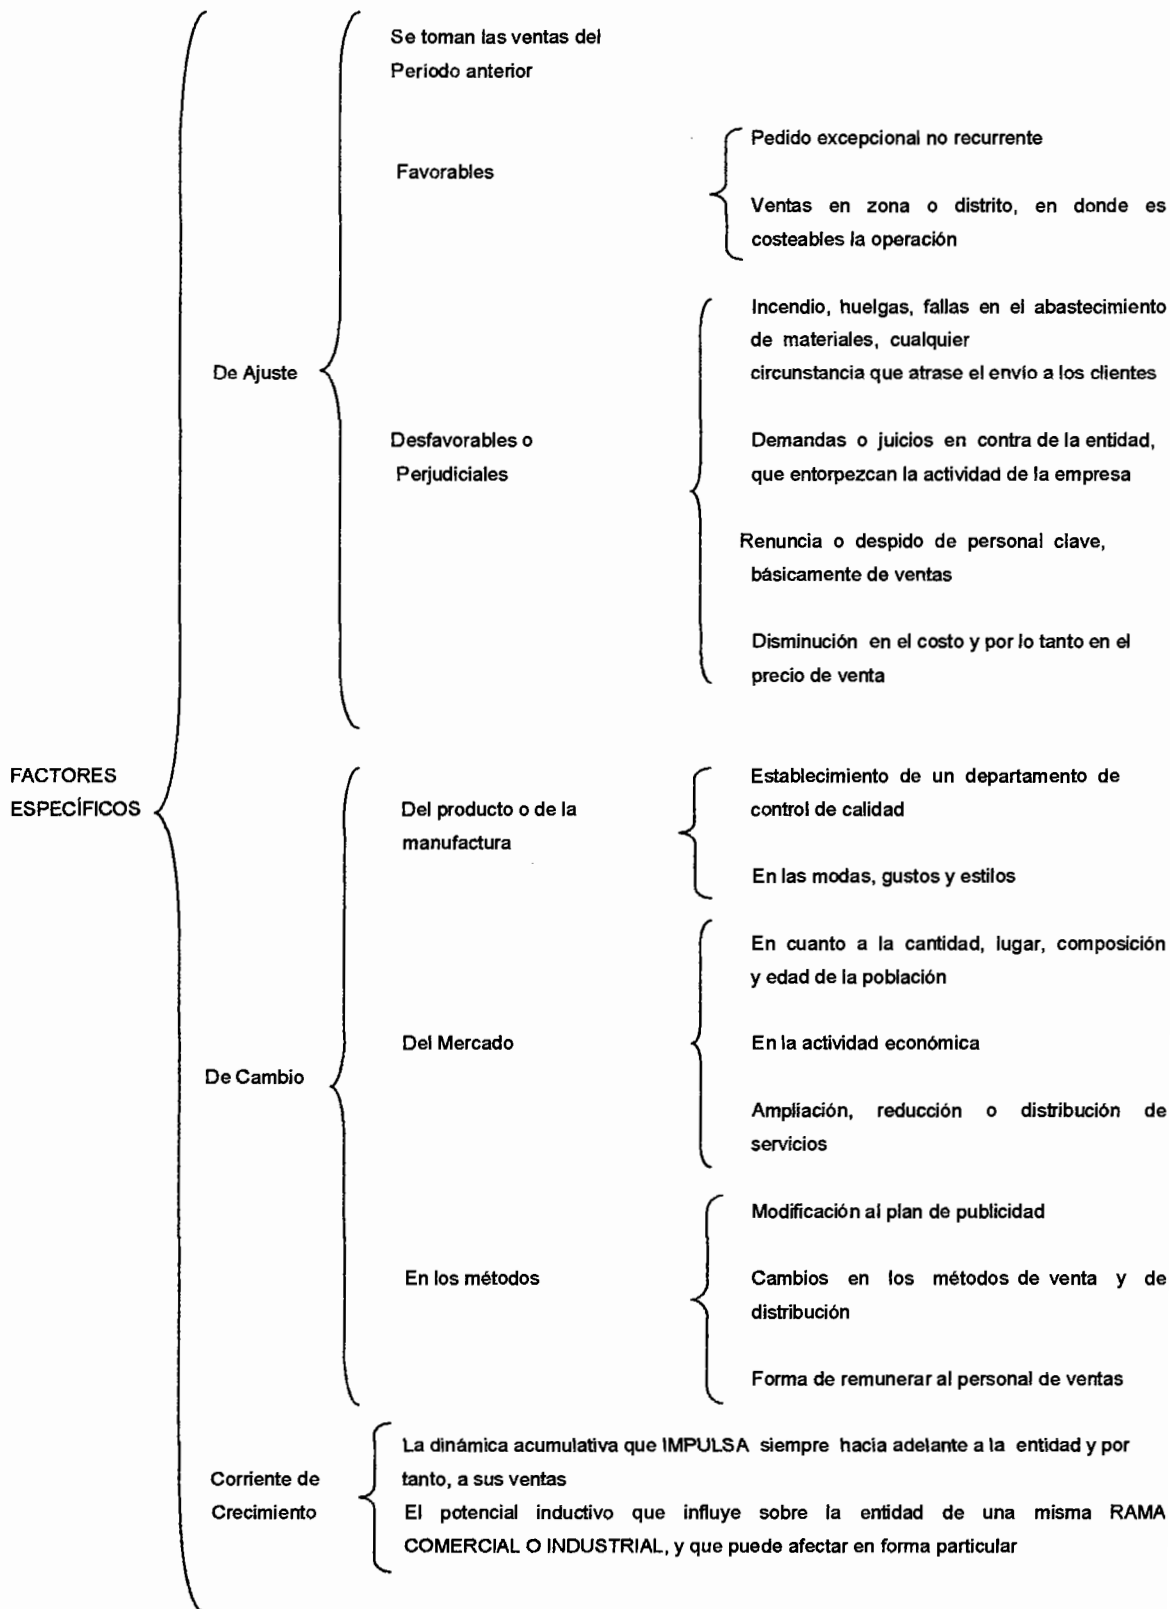 Se toman las ventas del
Período anterior
Favorables
Pedido excepcional no recurrente
Ventas en zona o distrito, en donde es
costeables la operación
De Ajuste
Desfavorables o
Perjudiciales
Incendio, huelgas, fallas en el abastecimiento
de materiales, cualquier
circunstancia que atrase el envío a los clientes
Demandas o juicios en contra de la entidad,
que entorpezcan la actividad de la empresa
Renuncia o despido de personal clave,
básicamente de ventas
Disminución en el costo y por lo tanto en el
precio de venta
FACTORES
ESPECÍFICOS
De Cambio
Del producto o de la
manufactura
Establecimiento de un departamento de
control de calidad
En las modas, gustos y estilos
Del Mercado
En cuanto a la cantidad, lugar, composición
y edad de la población
En la actividad económica
Ampliación, reducción o distribución de
servicios
En los métodos
Modificación al plan de publicidad
Cambios en los métodos de venta y de
distribución
Forma de remunerar al personal de ventas
Corriente de
Crecimiento
La dinámica acumulativa que IMPULSA siempre hacía adelante a la entidad y por
tanto, a sus ventas
El potencial inductivo que influye sobre la entidad de una misma RAMA
COMERCIAL O INDUSTRIAL, y que puede afectar en forma particular